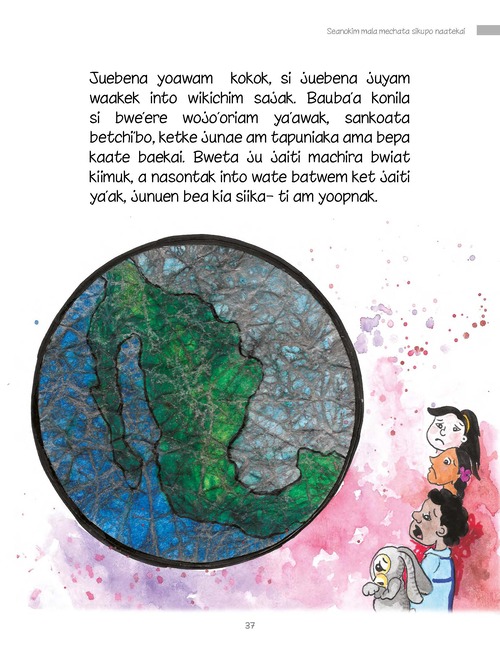 Seanokim mala mechata sikupo naatekai
Juebena yoawam kokok, si juebena juyam
waakek into wikichim sajak. Bauba'a konila
si bwe'ere wojo'oriam ya'awak, sankoata
betchi'bo, ketke junae am tapuniaka ama bepa
kaate baekai. Bweta ju jaiti machira bwiat
kiimuk, a nasontak into wate batwem ket jaiti
ya'ak, junuen bea kia siika- ti am yoopnak.
37